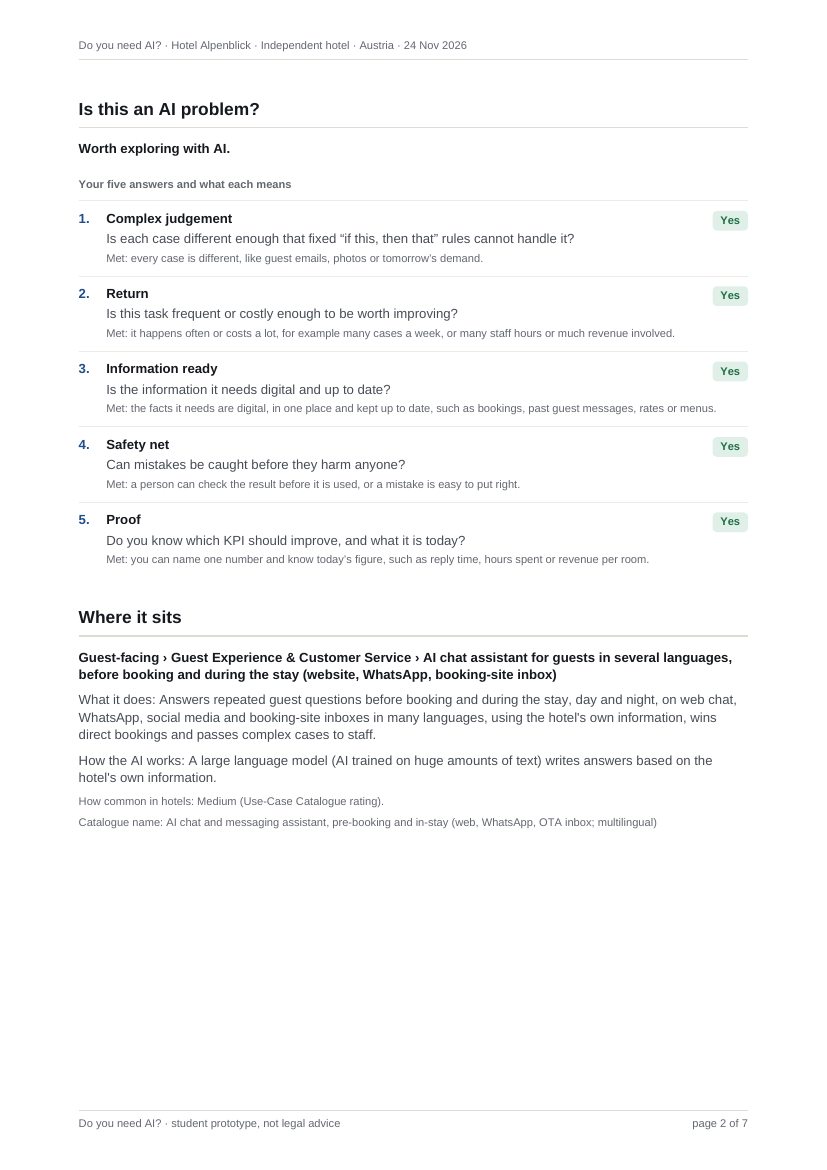 Do you need AI? · Hotel Alpenblick · Independent hotel · Austria · 24 Nov 2026
Is this an AI problem?
Worth exploring with AI.
Your five answers and what each means
1. Complex judgement Yes
Is each case different enough that fixed “if this, then that” rules cannot handle it?
Met: every case is different, like guest emails, photos or tomorrow's demand.
2. Return Yes
Is this task frequent or costly enough to be worth improving?
Met: it happens often or costs a lot, for example many cases a week, or many staff hours or much revenue involved.
3. Information ready Yes
Is the information it needs digital and up to date?
Met: the facts it needs are digital, in one place and kept up to date, such as bookings, past guest messages, rates or menus.
4. Safety net Yes
Can mistakes be caught before they harm anyone?
Met: a person can check the result before it is used, or a mistake is easy to put right.
5. Proof Yes
Do you know which KPI should improve, and what it is today?
Met: you can name one number and know today's figure, such as reply time, hours spent or revenue per room.
Where it sits
Guest-facing › Guest Experience & Customer Service › AI chat assistant for guests in several languages,
before booking and during the stay (website, WhatsApp, booking-site inbox)
What it does: Answers repeated guest questions before booking and during the stay, day and night, on web chat,
WhatsApp, social media and booking-site inboxes in many languages, using the hotel's own information, wins
direct bookings and passes complex cases to staff.
How the AI works: A large language model (AI trained on huge amounts of text) writes answers based on the
hotel's own information.
How common in hotels: Medium (Use-Case Catalogue rating).
Catalogue name: AI chat and messaging assistant, pre-booking and in-stay (web, WhatsApp, OTA inbox; multilingual)
Do you need AI? · student prototype, not legal advice page 2 of 7